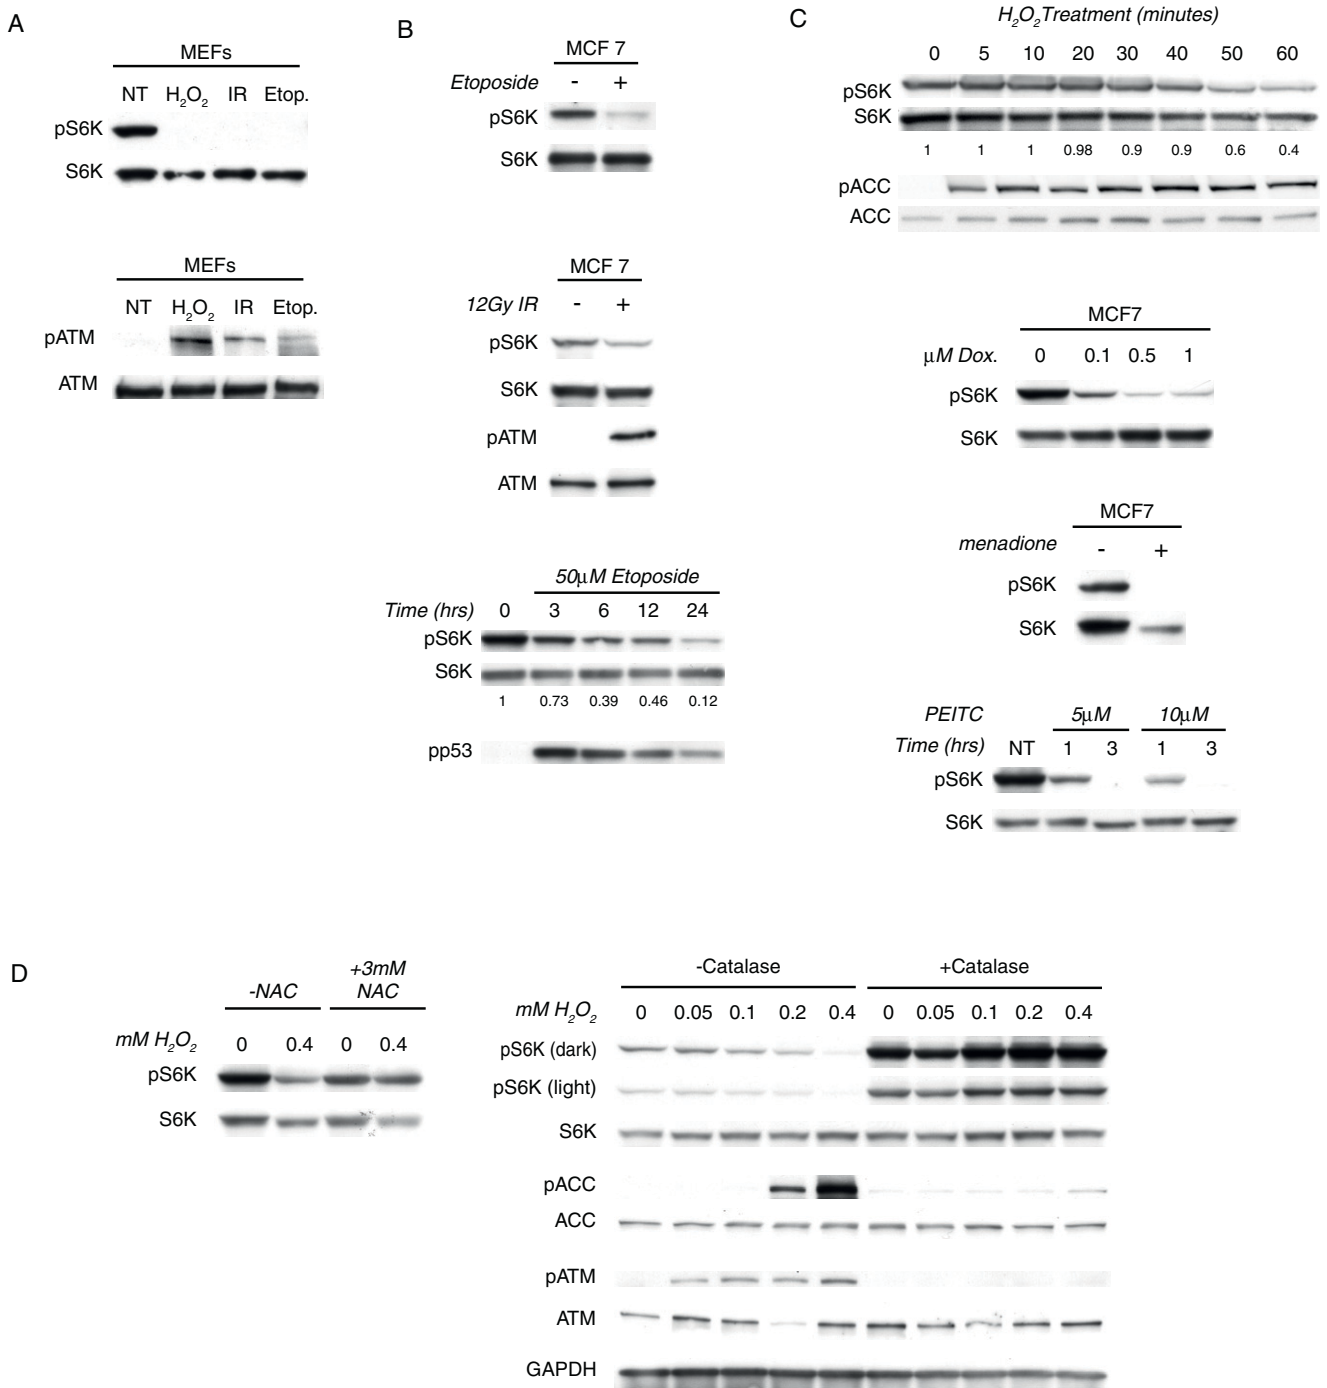 A
MEFs
NT H2O2 IR Etop.
pS6K
S6K
MEFs
NT H2O2 IR Etop.
pATM
ATM
B
MCF 7
Etoposide - +
pS6K
S6K
MCF 7
12Gy IR - +
pS6K
S6K
pATM
ATM
50µM Etoposide
Time (hrs) 0 3 6 12 24
pS6K
S6K
1 0.73 0.39 0.46 0.12
pp53
C
H2O2Treatment (minutes)
0 5 10 20 30 40 50 60
pS6K
S6K
1 1 1 0.98 0.9 0.9 0.6 0.4
pACC
ACC
MCF7
µM Dox. 0 0.1 0.5 1
pS6K
S6K
MCF7
menadione - +
pS6K
S6K
PEITC 5µM 10µM
Time (hrs) NT 1 3 1 3
pS6K
S6K
D
-NAC +3mM NAC
mM H2O2 0 0.4 0 0.4
pS6K
S6K
-Catalase +Catalase
mM H2O2 0 0.05 0.1 0.2 0.4 0 0.05 0.1 0.2 0.4
pS6K (dark)
pS6K (light)
S6K
pACC
ACC
pATM
ATM
GAPDH